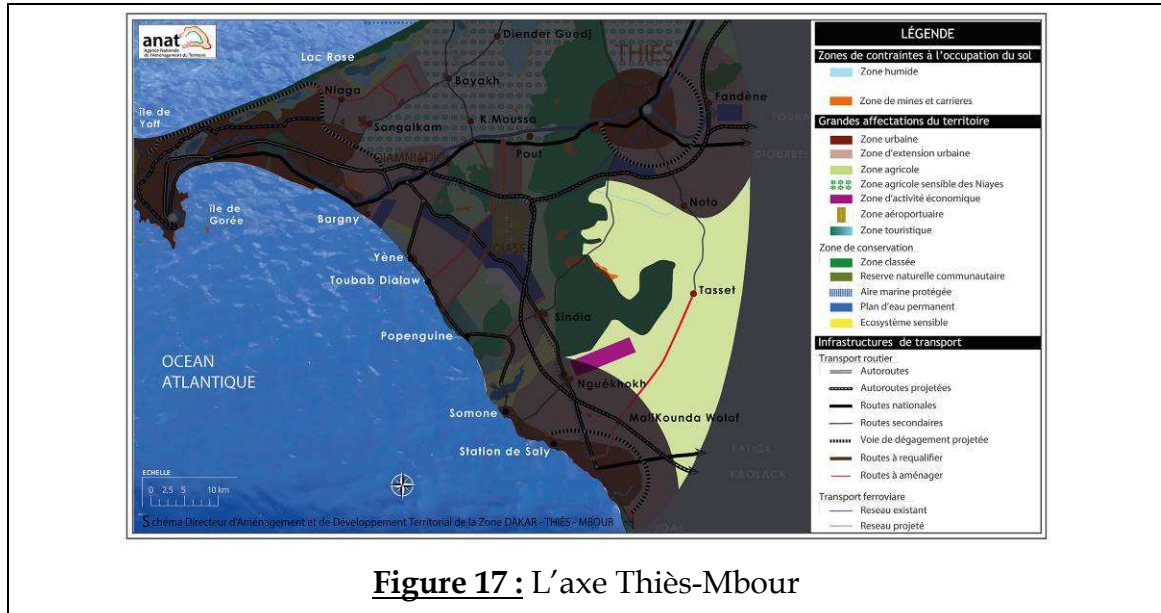 anat
Agence Nationale
de l'Aménagement du Territoire
Lac Rose
Diender Guedj
THIÈS
Bayakh
Niaga
Fandène
île de
Yoff
Sangalkam
K.Moussa
TOUBA
DIAMNIADIO
Pout
DIOURBEL
île de
Gorée
Bargny
Noto
Yène
DIASS
Toubab Dialaw
Tasset
Sindia
Popenguine
OCEAN
ATLANTIQUE
Nguékhokh
Somone
MaliKounda Wolof
Station de Saly
FATICK
KAOLACK
JOAL
ECHELLE
0 2,5 5 10 km
Schéma Directeur d'Aménagement et de Développement Territorial de la Zone DAKAR - THIÈS - MBOUR
LÉGENDE
Zones de contraintes à l'occupation du sol
Zone humide
Zone de mines et carrieres
Grandes affectations du territoire
Zone urbaine
Zone d'extension urbaine
Zone agricole
Zone agricole sensible des Niayes
Zone d'activité économique
Zone aéroportuaire
Zone touristique
Zone de conservation
Zone classée
Reserve naturelle communautaire
Aire marine protégée
Plan d'eau permanent
Ecosystème sensible
Infrastructures de transport
Transport routier
Autoroutes
Autoroutes projetées
Routes nationales
Routes secondaires
Voie de dégagement projetée
Routes à requalifier
Routes à aménager
Transport ferroviare
Reseau existant
Reseau projeté
Figure 17 : L'axe Thiès-Mbour